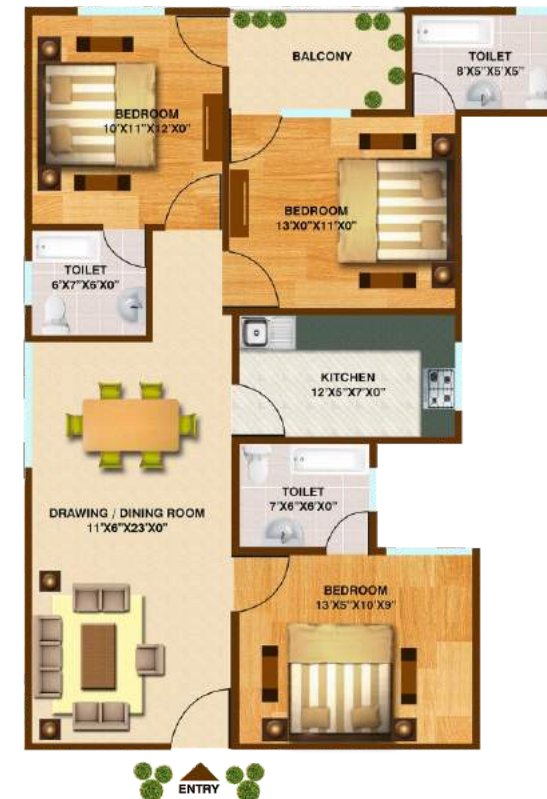 BALCONY
TOILET
8'X5"X5'X5"
BEDROOM
10'X11"X12'X0"
BEDROOM
13'X0"X11'X0"
TOILET
6'X7"X6'X0"
KITCHEN
12'X5"X7'X0"
TOILET
7'X6"X6'X0"
DRAWING / DINING ROOM
11'X6"X23'X0"
BEDROOM
13'X5"X10'X9"
ENTRY